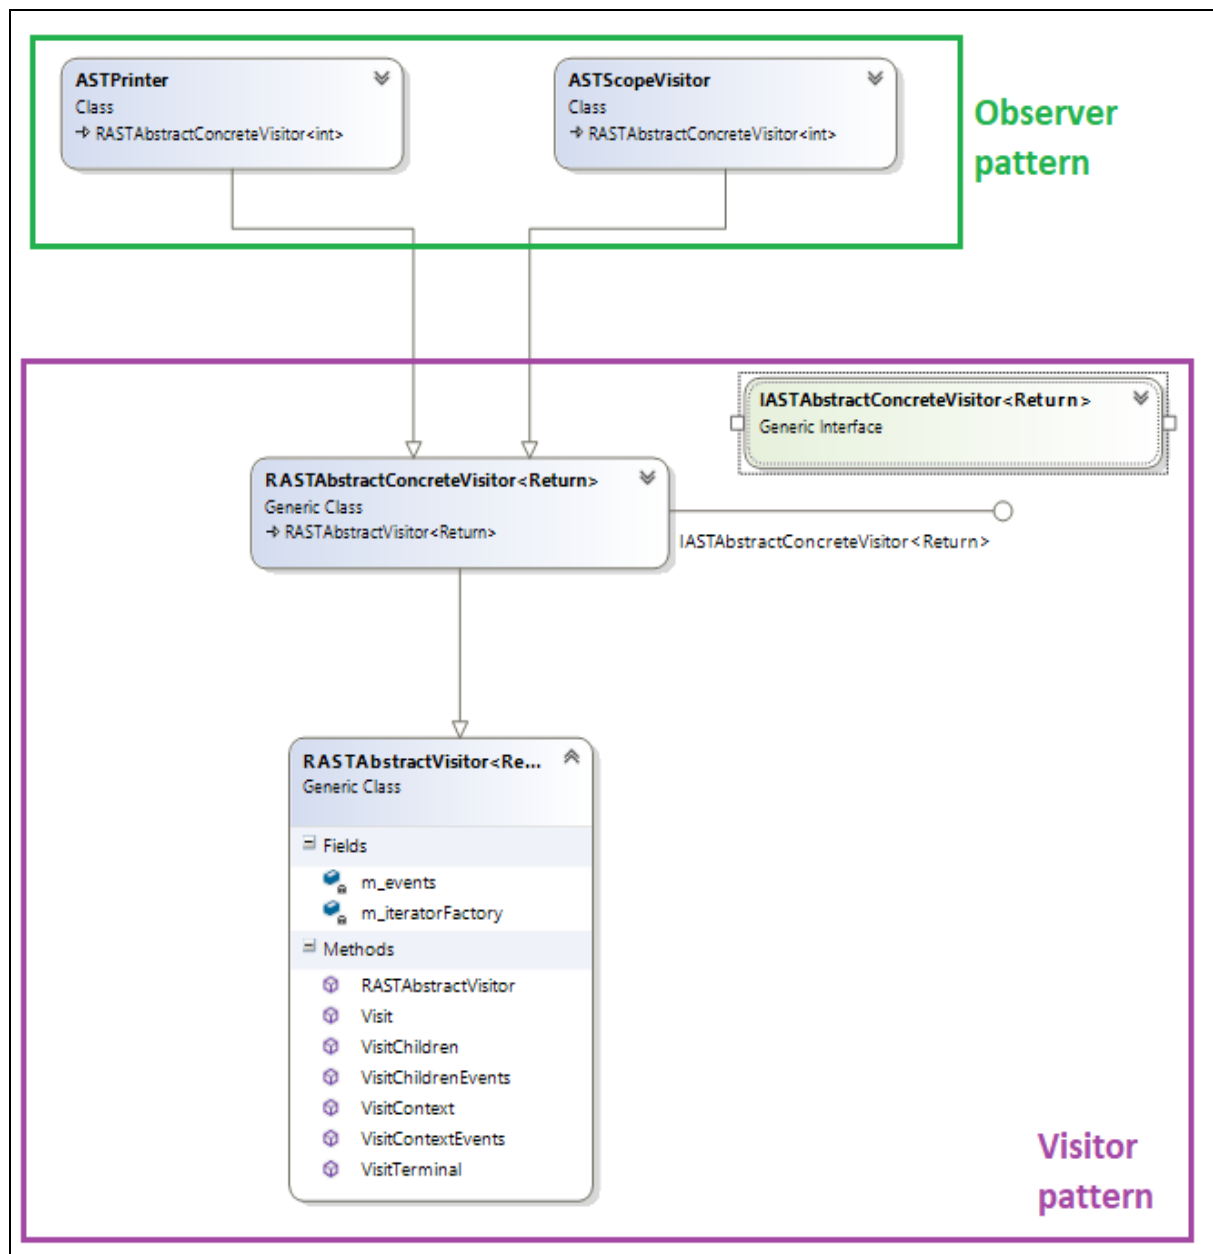 ASTPrinter
Class
RASTAbstractConcreteVisitor<int>
ASTScopeVisitor
Class
RASTAbstractConcreteVisitor<int>
Observer
pattern
IASTAbstractConcreteVisitor<Return>
Generic Interface
RASTAbstractConcreteVisitor<Return>
Generic Class
RASTAbstractVisitor<Return>
IASTAbstractConcreteVisitor<Return>
RASTAbstractVisitor<Re...
Generic Class
Fields
m_events
m_iteratorFactory
Methods
RASTAbstractVisitor
Visit
VisitChildren
VisitChildrenEvents
VisitContext
VisitContextEvents
VisitTerminal
Visitor
pattern